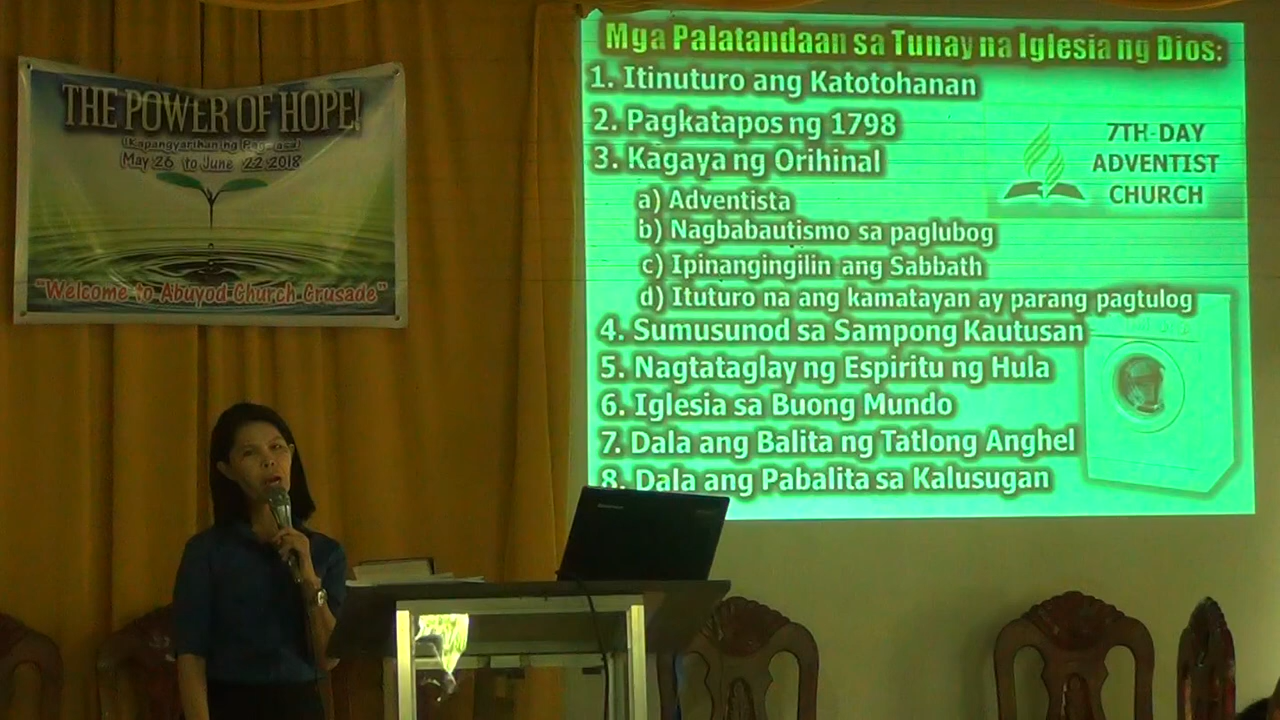 THE POWER OF HOPE!
(Kapangyarihan ng Pag-asa)
May 26 to June 22 2018
"Welcome to Abuyod Church Crusade"
Mga Palatandaan sa Tunay na Iglesia ng Dios:
1. Itinuturo ang Katotohanan
2. Pagkatapos ng 1798
3. Kagaya ng Orihinal
a) Adventista
b) Nagbabautismo sa paglubog
c) Ipinangingilin ang Sabbath
d) Ituturo na ang kamatayan ay parang pagtulog
4. Sumusunod sa Sampong Kautusan
5. Nagtataglay ng Espiritu ng Hula
6. Iglesia sa Buong Mundo
7. Dala ang Balita ng Tatlong Anghel
8. Dala ang Pabalita sa Kalusugan
7TH-DAY
ADVENTIST
CHURCH